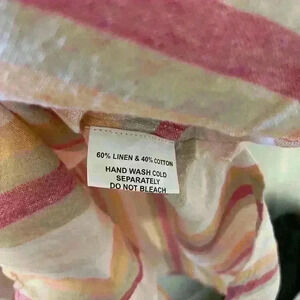 60% LINEN & 40% COTTON
HAND WASH COLD
SEPARATELY
DO NOT BLEACH